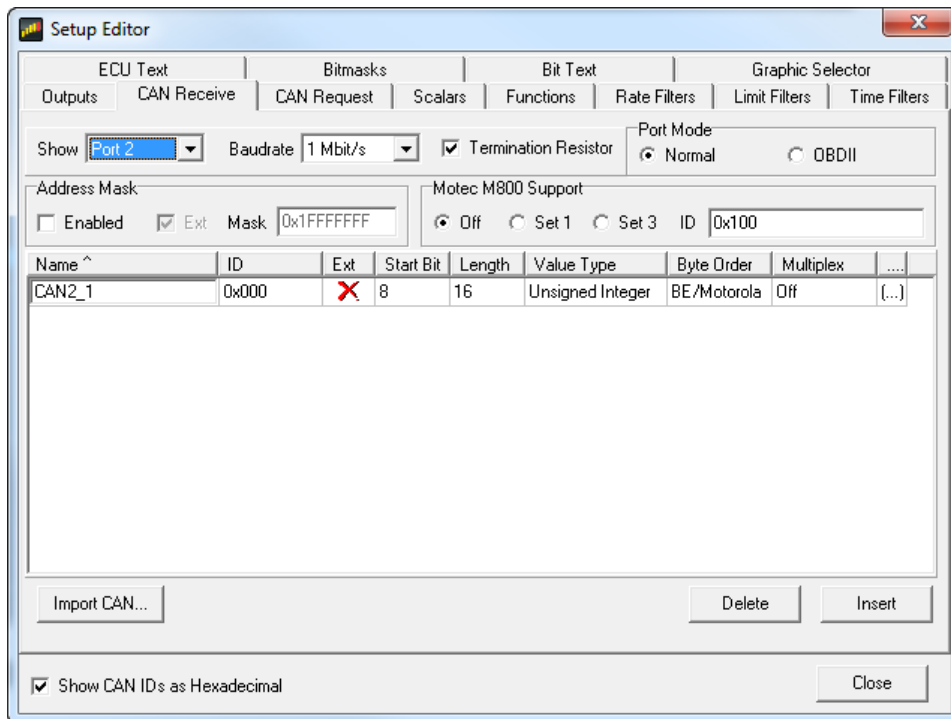 Setup Editor
ECU Text Bitmasks Bit Text Graphic Selector
Outputs CAN Receive CAN Request Scalars Functions Rate Filters Limit Filters Time Filters
Show Port 2 Baudrate 1 Mbit/s Termination Resistor
Port Mode
Normal OBDII
Address Mask
Enabled Ext Mask 0x1FFFFFFF
Motec M800 Support
Off Set 1 Set 3 ID 0x100
Name ^ ID Ext Start Bit Length Value Type Byte Order Multiplex ....
CAN2_1 0x000 8 16 Unsigned Integer BE/Motorola Off (...)
Import CAN... Delete Insert
Show CAN IDs as Hexadecimal Close